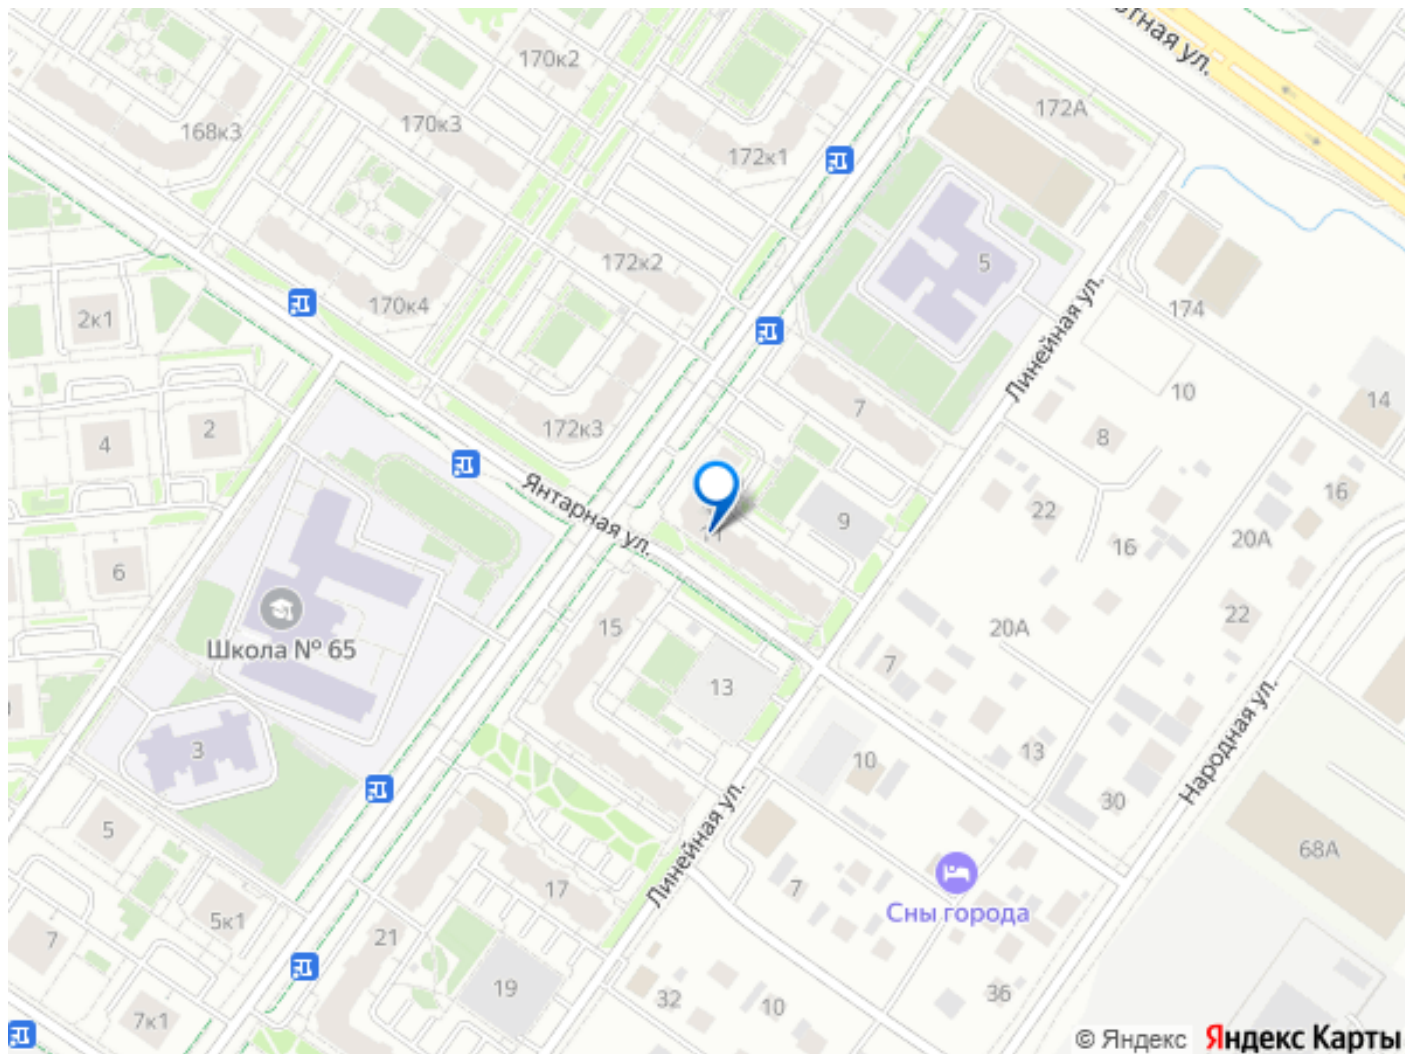 170к2
172А
168к3
170к3
172к1
172к2
5
170к4
2к1
174
Линейная ул.
10
14
8
7
4
2
172к3
16
22
9
Янтарная ул.
20А
16
6
22
15
20А
Школа № 65
7
13
Народная ул.
3
10
13
5
30
Линейная ул.
68А
7
17
5к1
Сны города
7
21
19
32
10
36
7к1
© Яндекс
Яндекс Карты